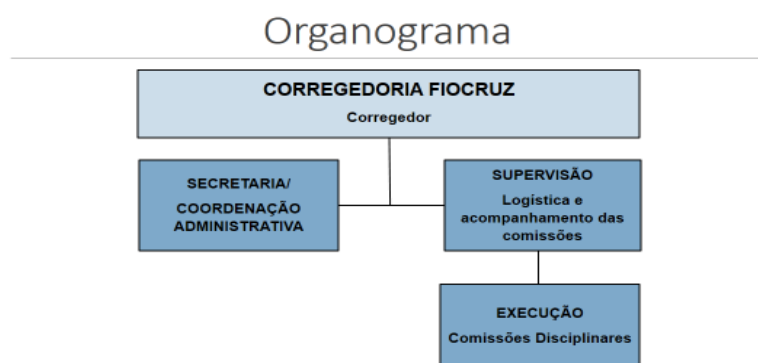 Organograma
CORREGEDORIA FIOCRUZ
Corregedor
SECRETARIA/
COORDENAÇÃO
ADMINISTRATIVA
SUPERVISÃO
Logística e
acompanhamento das
comissões
EXECUÇÃO
Comissões Disciplinares